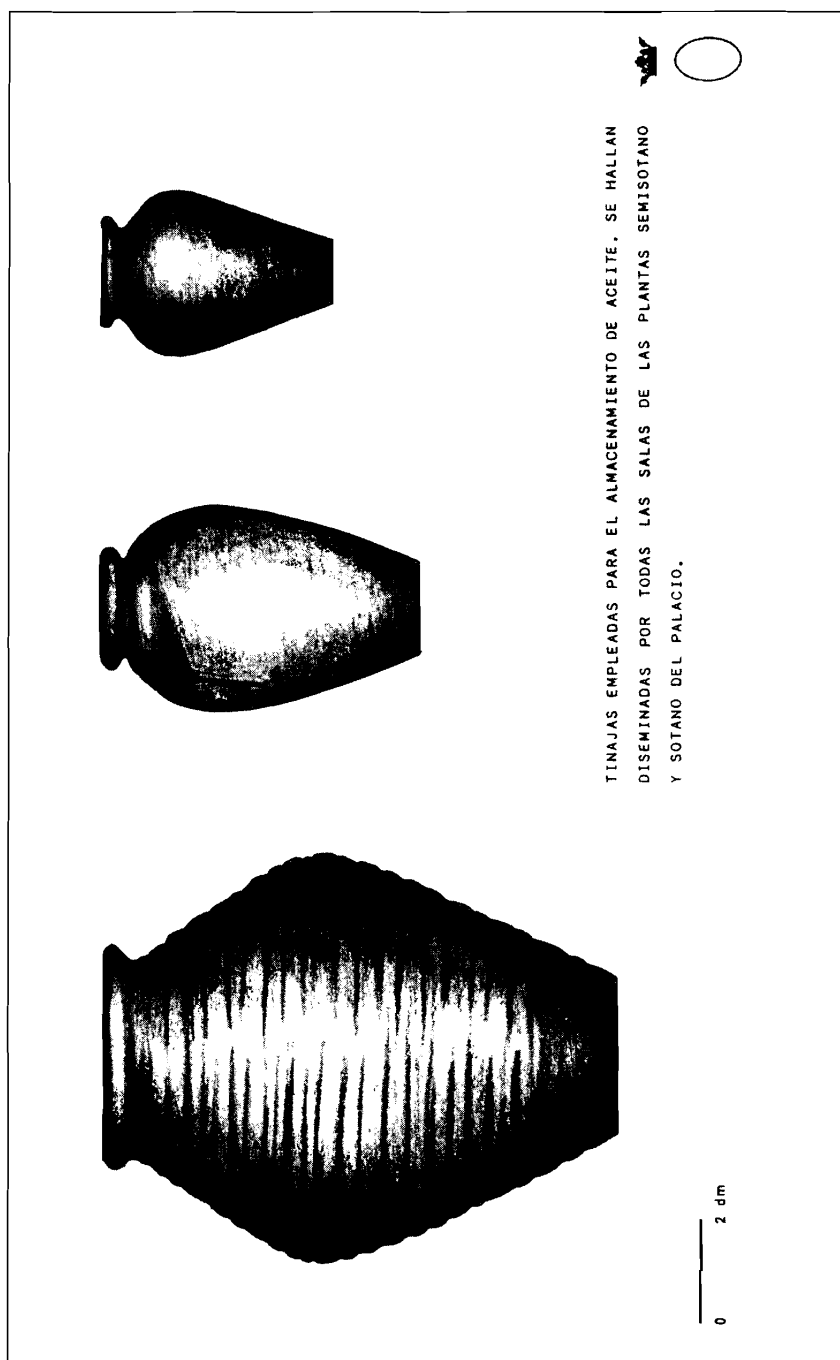 TINAJAS EMPLEADAS PARA EL ALMACENAMIENTO DE ACEITE, SE HALLAN
DISEMINADAS POR TODAS LAS SALAS DE LAS PLANTAS SEMISOTANO
Y SOTANO DEL PALACIO.
0 2 dm